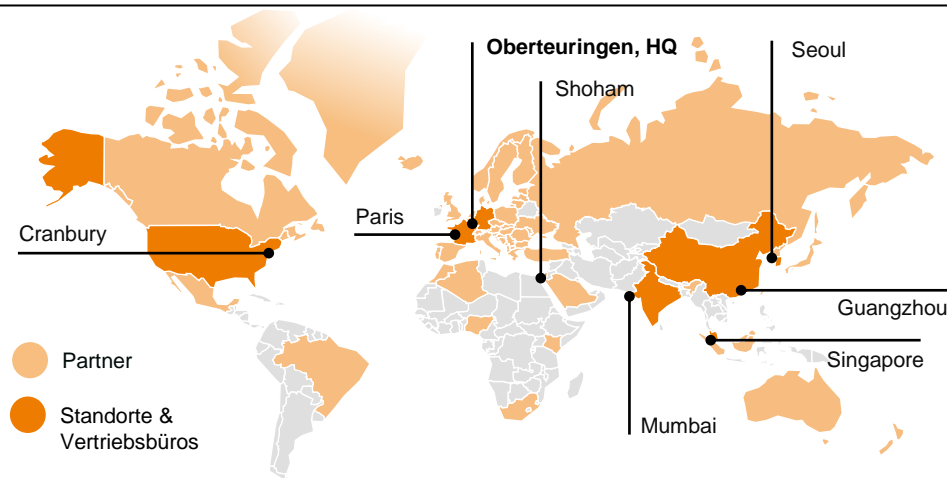 Oberteuringen, HQ
Seoul
Shoham
Paris
Cranbury
Guangzhou
Partner
Singapore
Standorte &
Vertriebsbüros
Mumbai